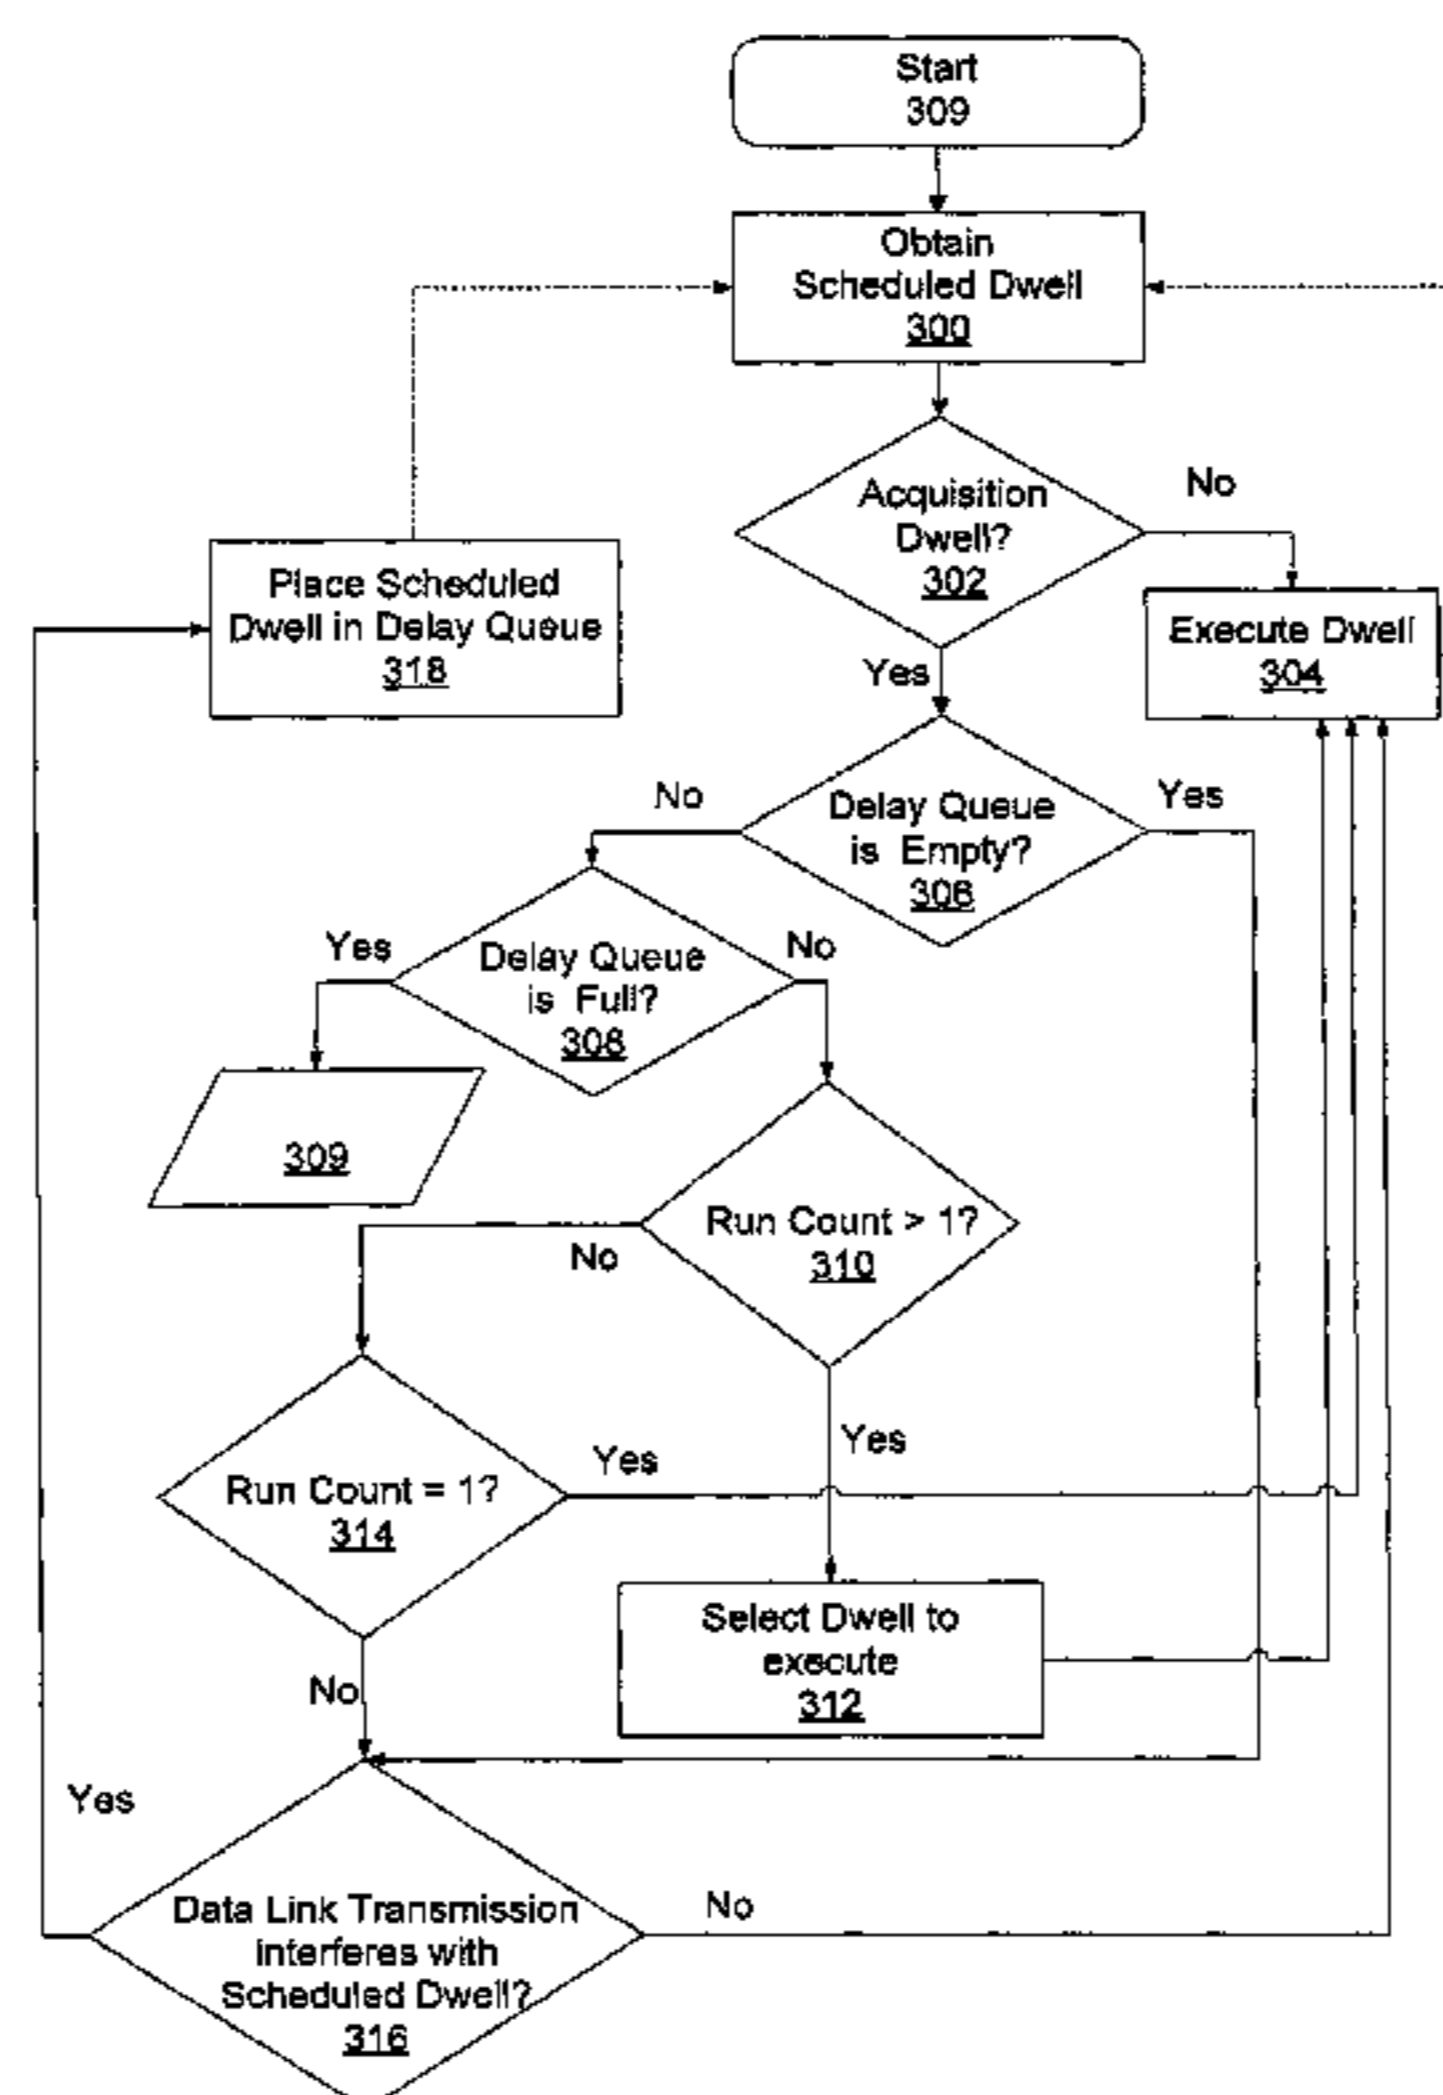 Start
309
Obtain
Scheduled Dwell
300
Acquisition
Dwell?
302
No
Yes
Execute Dwell
304
Place Scheduled
Dwell in Delay Queue
318
Delay Queue
is Empty?
306
No
Yes
Delay Queue
is Full?
308
Yes
No
309
Run Count > 1?
310
No
Yes
Run Count = 1?
314
Yes
No
Select Dwell to
execute
312
Data Link Transmission
interferes with
Scheduled Dwell?
316
Yes
No